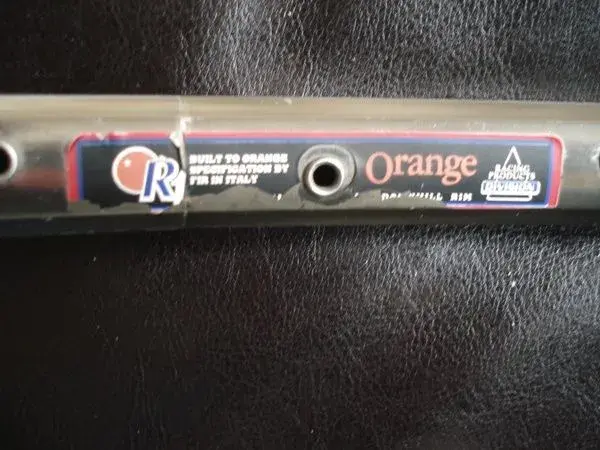 R
BUILT TO ORANGE
SPECIFICATION BY
FIR IN ITALY
Orange
RIM
RACING
PRODUCTS
DIVISION